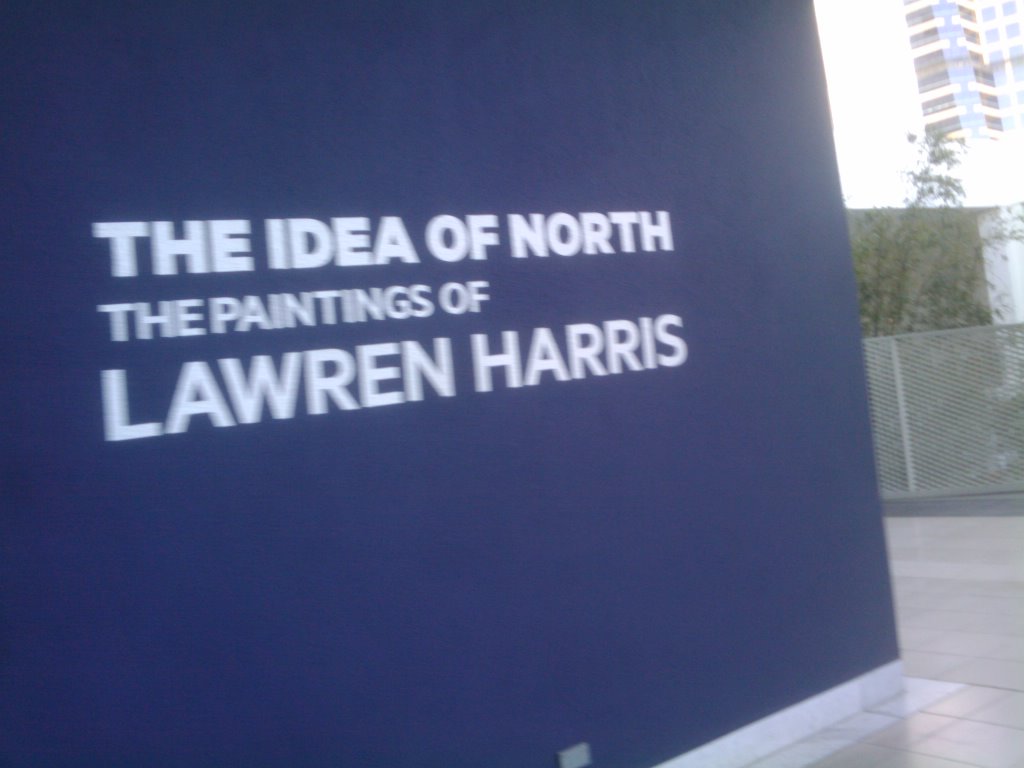 THE IDEA OF NORTH
THE PAINTINGS OF
LAWREN HARRIS